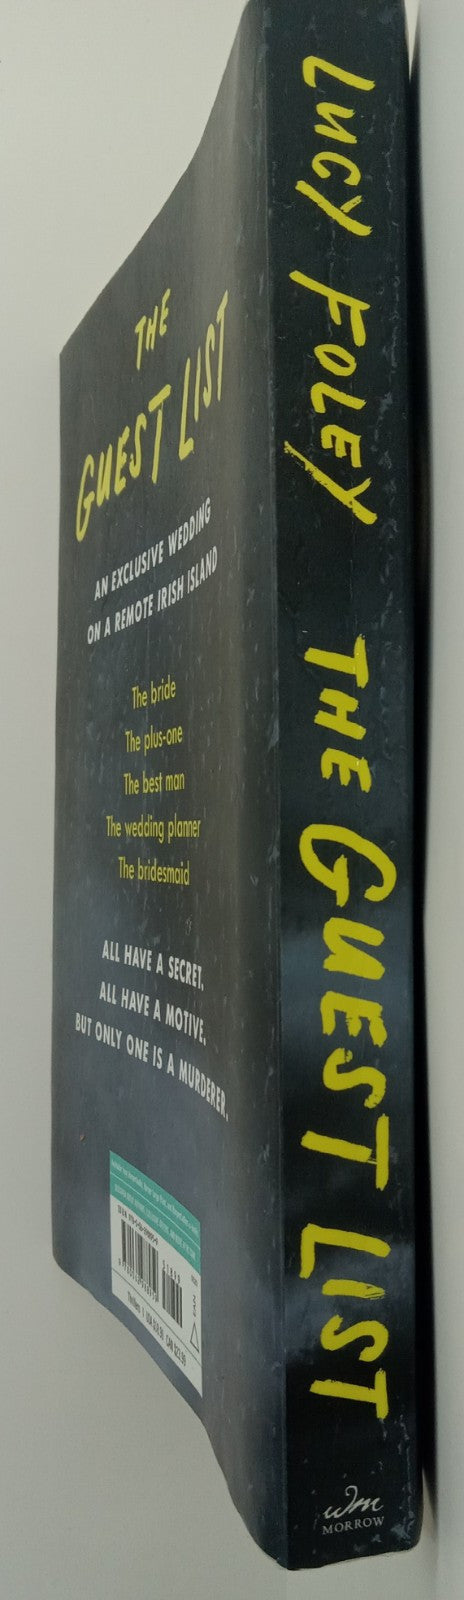 THE
GUEST LIST
AN EXCLUSIVE WEDDING
ON A REMOTE IRISH ISLAND
The bride
The plus-one
The best man
The wedding planner
The bridesmaid
ALL HAVE A SECRET.
ALL HAVE A MOTIVE.
BUT ONLY ONE IS A MURDERER.
EAN
LUCY FOLEY THE GUEST LIST
wm
MORROW